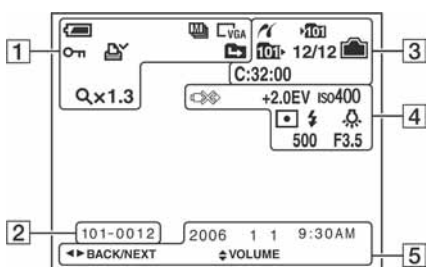 VGA 101
1 101 12/12 3
C:32:00
×1.3 +2.0EV ISO400
4
500 F3.5
2 101-0012 2006 1 1 9:30AM
BACK/NEXT VOLUME 5